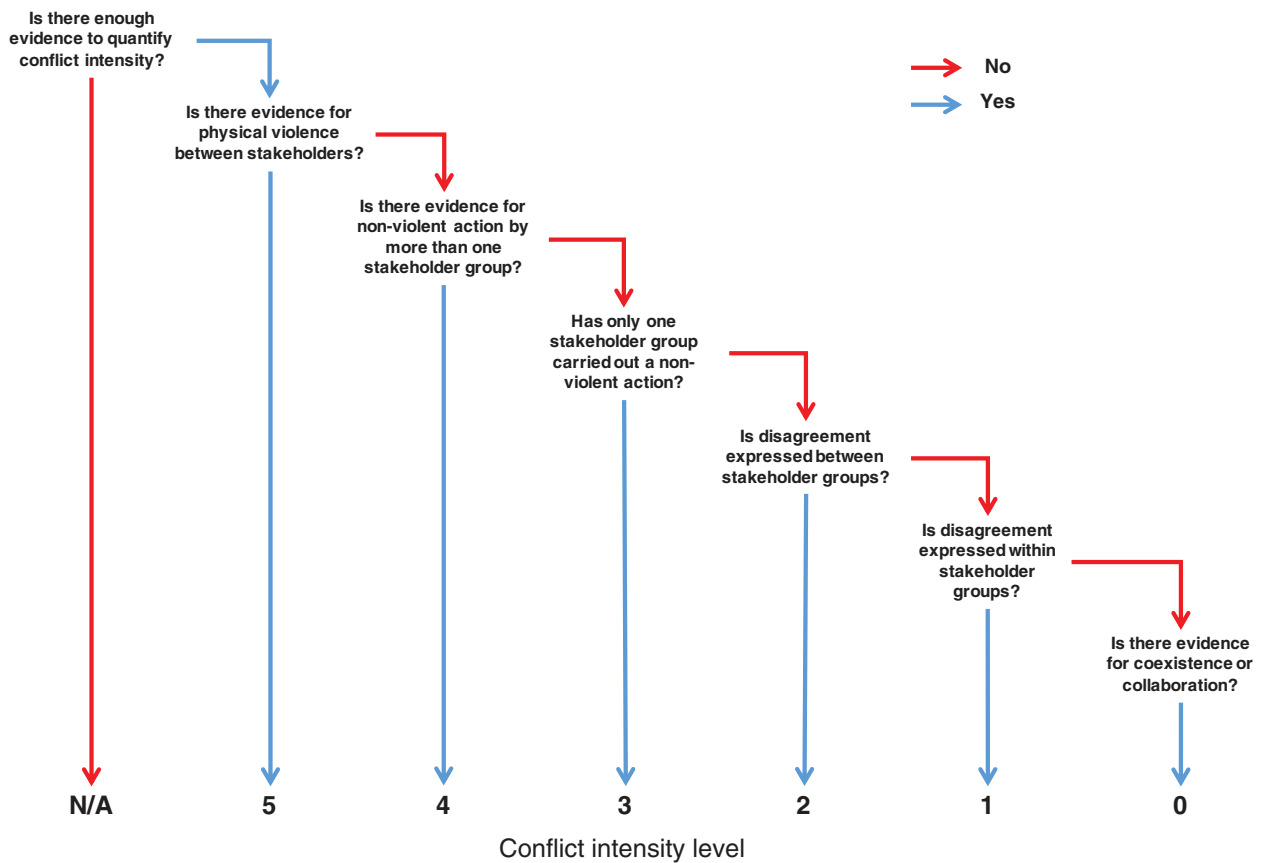 Is there enough
evidence to quantify
conflict intensity?
No
Yes
Is there evidence for
physical violence
between stakeholders?
Is there evidence for
non-violent action by
more than one
stakeholder group?
Has only one
stakeholder group
carried out a non-
violent action?
Is disagreement
expressed between
stakeholder groups?
Is disagreement
expressed within
stakeholder
groups?
Is there evidence
for coexistence or
collaboration?
N/A 5 4 3 2 1 0
Conflict intensity level